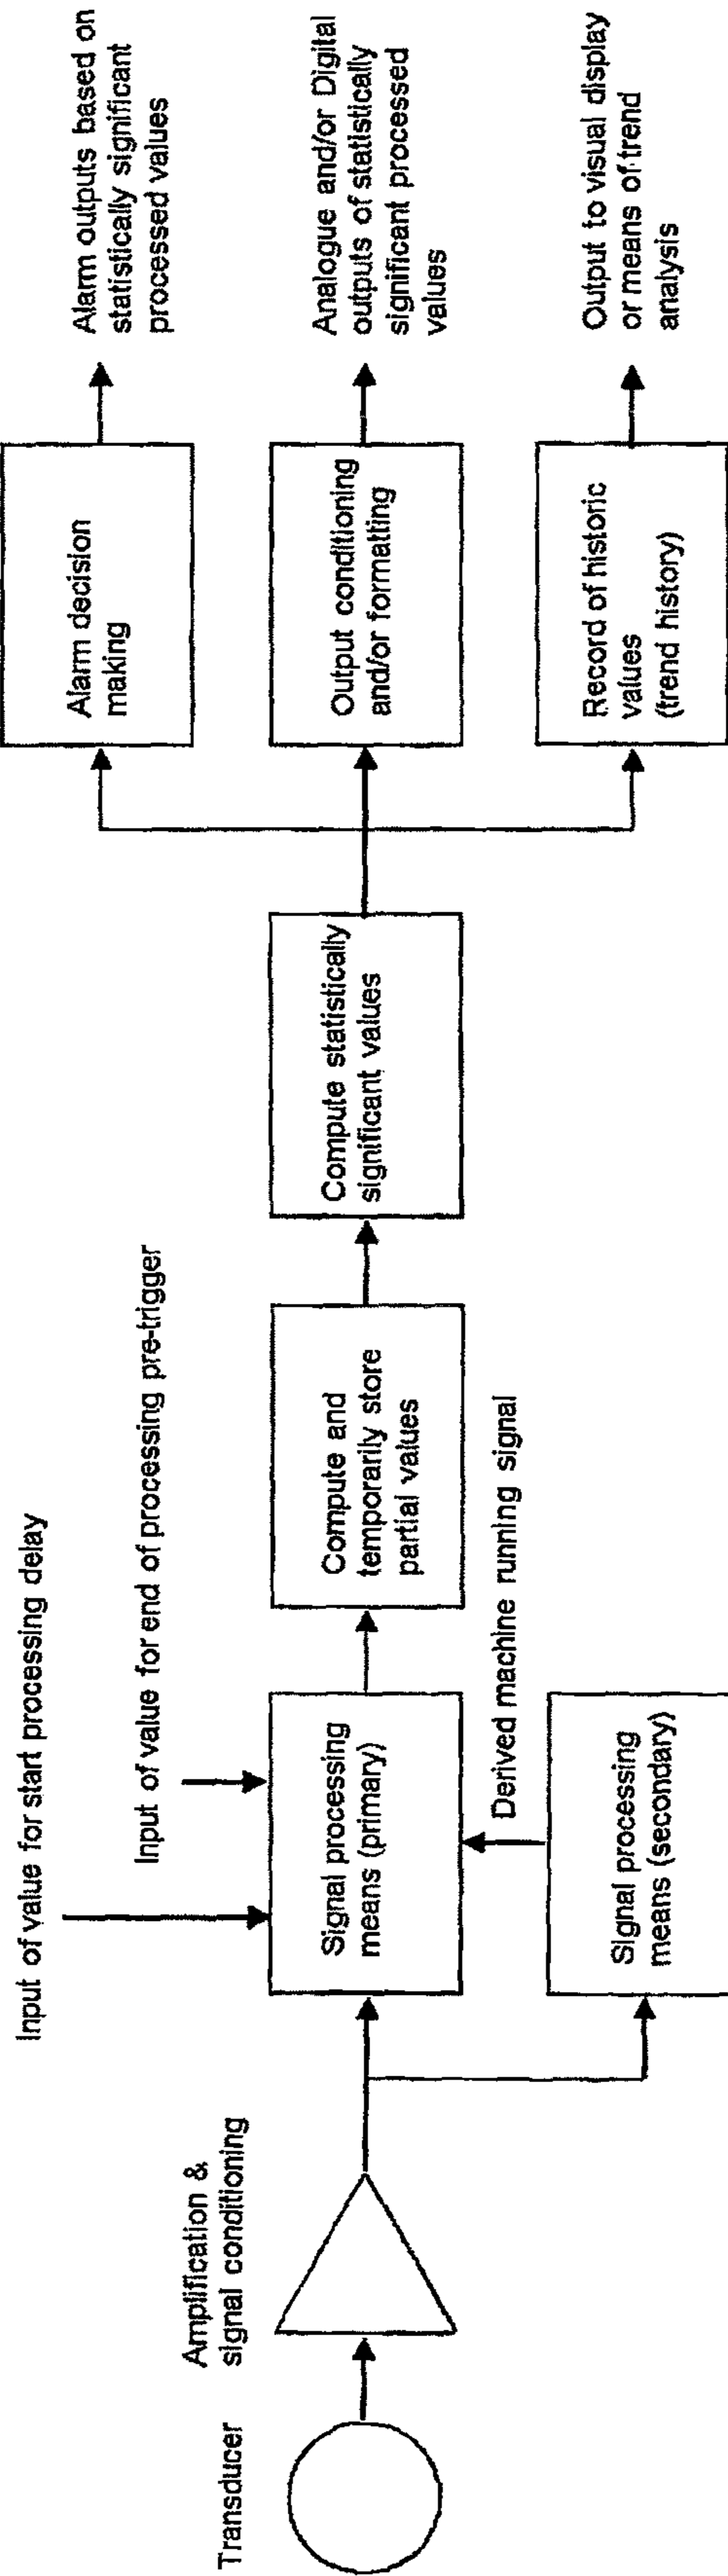 Transducer
Amplification &
signal conditioning
Input of value for start processing delay
Input of value for end of processing pre-trigger
Signal processing
means (primary)
Derived machine running signal
Signal processing
means (secondary)
Compute and
temporarily store
partial values
Compute statistically
significant values
Alarm decision
making
Alarm outputs based on
statistically significant
processed values
Output conditioning
and/or formatting
Analogue and/or Digital
outputs of statistically
significant processed
values
Record of historic
values
(trend history)
Output to visual display
or means of trend
analysis